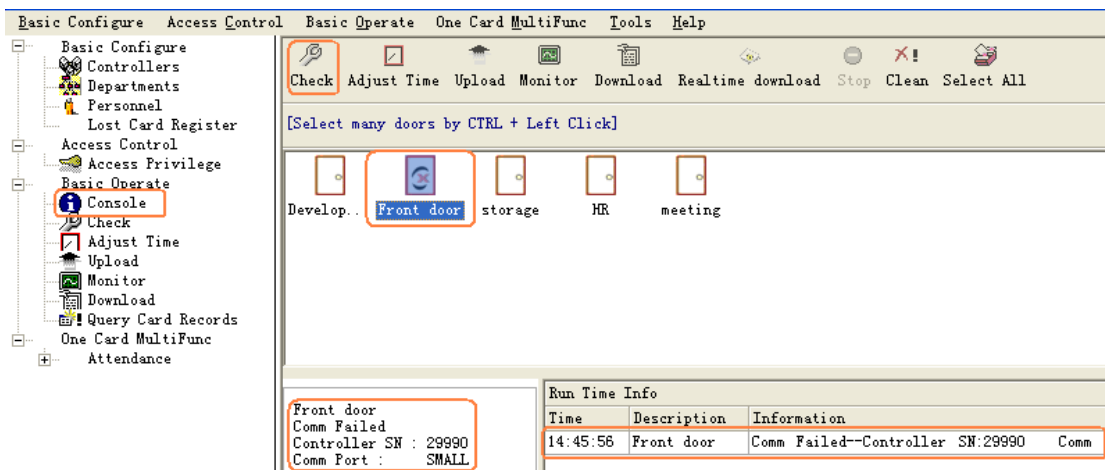 Basic Configure Access Control Basic Operate One Card MultiFunc Tools Help
Basic Configure
Controllers
Departments
Personnel
Lost Card Register
Access Control
Access Privilege
Basic Operate
Console
Check
Adjust Time
Upload
Monitor
Download
Query Card Records
One Card MultiFunc
Attendance
Check Adjust Time Upload Monitor Download Realtime download Stop Clean Select All
[Select many doors by CTRL + Left Click]
Develop.. Front door storage HR meeting
Front door
Comm Failed
Controller SN : 29990
Comm Port : SMALL
Run Time Info
Time Description Information
14:45:56 Front door Comm Failed--Controller SN:29990 Comm